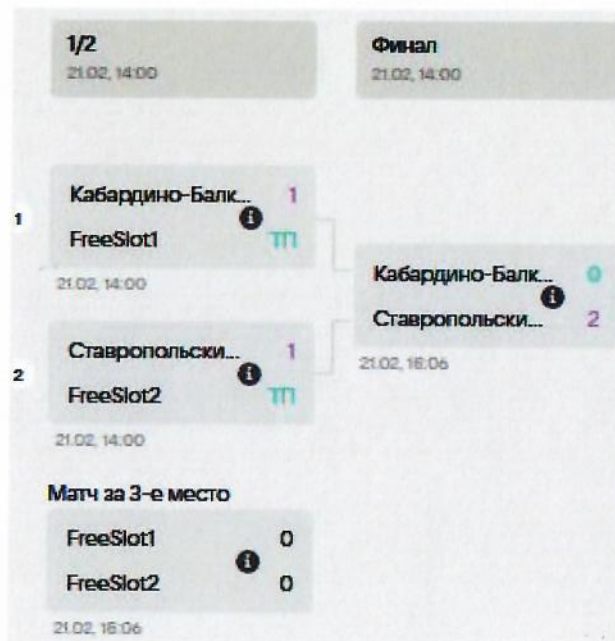 1/2
21.02, 14:00
Финал
21.02, 14:00
1
Кабардино-Балк... 1
FreeSlot1 ТП
21.02, 14:00
2
Ставропольски... 1
FreeSlot2 ТП
21.02, 14:00
Кабардино-Балк... 0
Ставропольски... 2
21.02, 16:06
Матч за 3-е место
FreeSlot1 0
FreeSlot2 0
21.02, 16:06